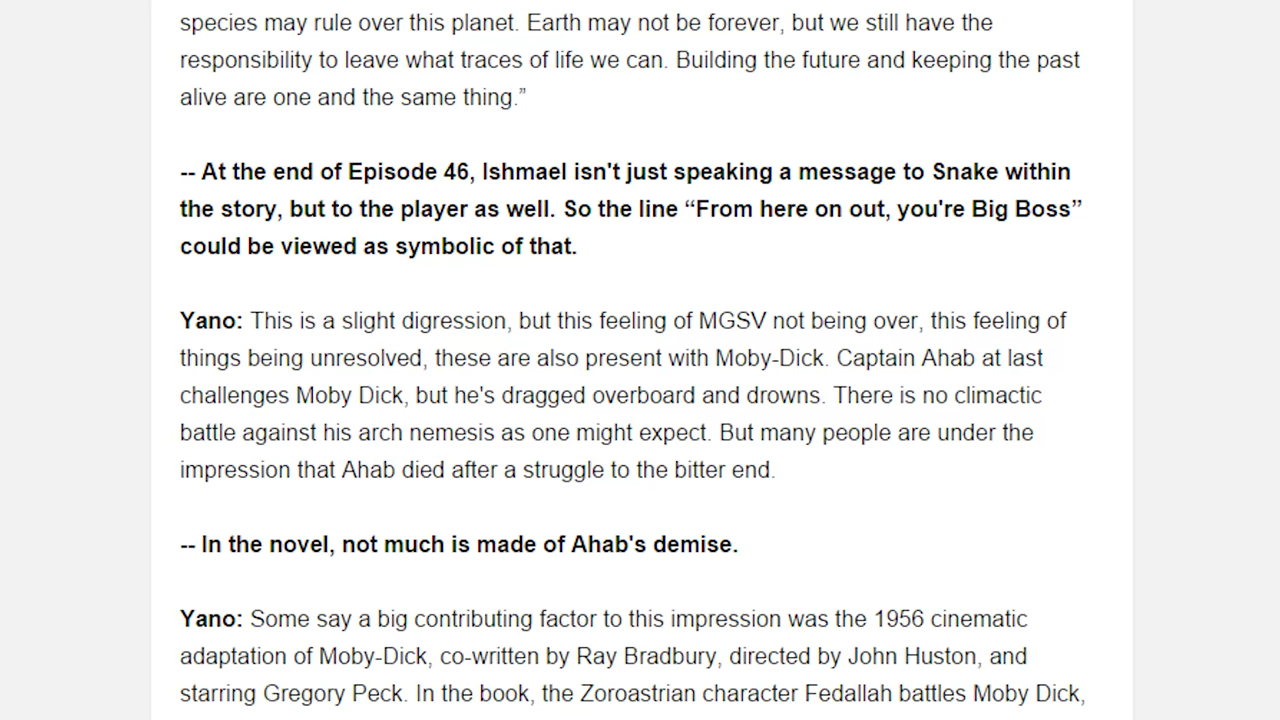 species may rule over this planet. Earth may not be forever, but we still have the
responsibility to leave what traces of life we can. Building the future and keeping the past
alive are one and the same thing.”
-- At the end of Episode 46, Ishmael isn't just speaking a message to Snake within
the story, but to the player as well. So the line “From here on out, you're Big Boss”
could be viewed as symbolic of that.
Yano: This is a slight digression, but this feeling of MGSV not being over, this feeling of
things being unresolved, these are also present with Moby-Dick. Captain Ahab at last
challenges Moby Dick, but he's dragged overboard and drowns. There is no climactic
battle against his arch nemesis as one might expect. But many people are under the
impression that Ahab died after a struggle to the bitter end.
-- In the novel, not much is made of Ahab's demise.
Yano: Some say a big contributing factor to this impression was the 1956 cinematic
adaptation of Moby-Dick, co-written by Ray Bradbury, directed by John Huston, and
starring Gregory Peck. In the book, the Zoroastrian character Fedallah battles Moby Dick,